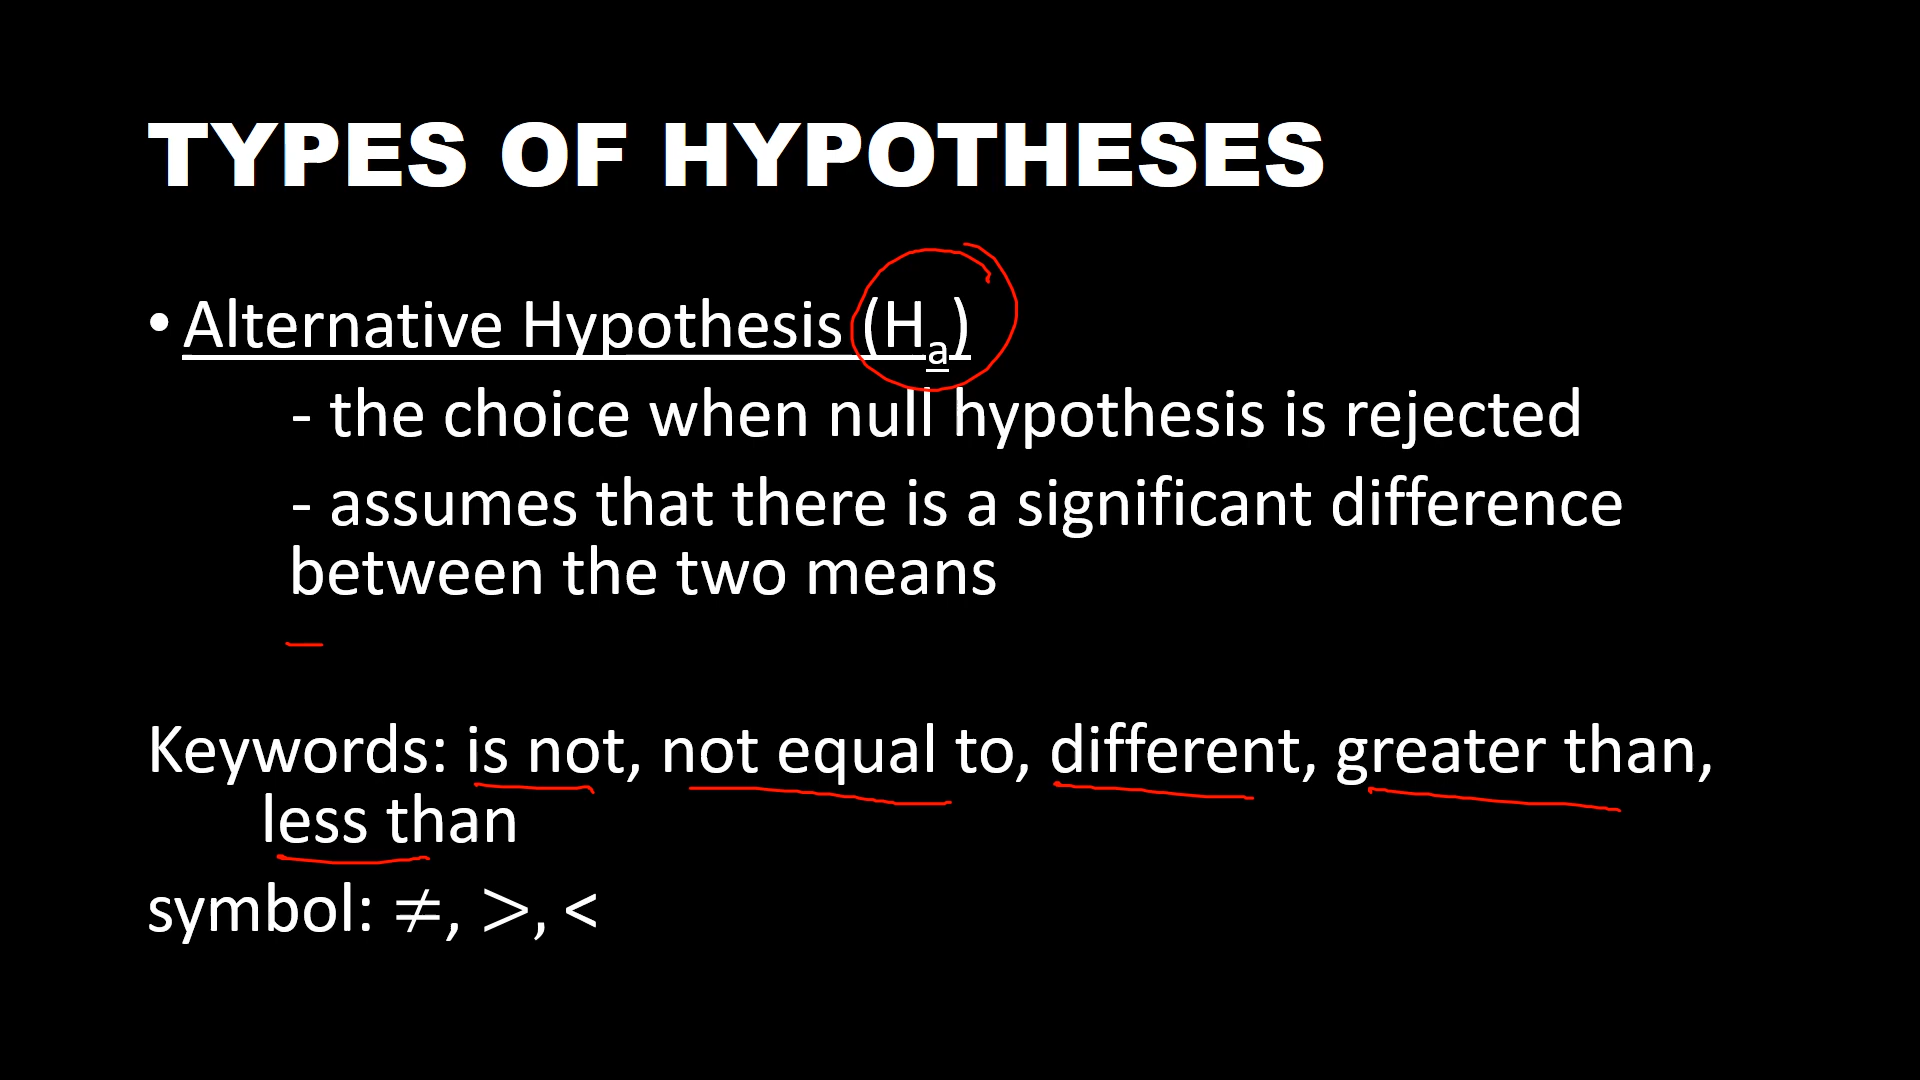 TYPES OF HYPOTHESES
• Alternative Hypothesis (Hₐ)
- the choice when null hypothesis is rejected
- assumes that there is a significant difference
between the two means
Keywords: is not, not equal to, different, greater than,
less than
symbol: ≠, >, <